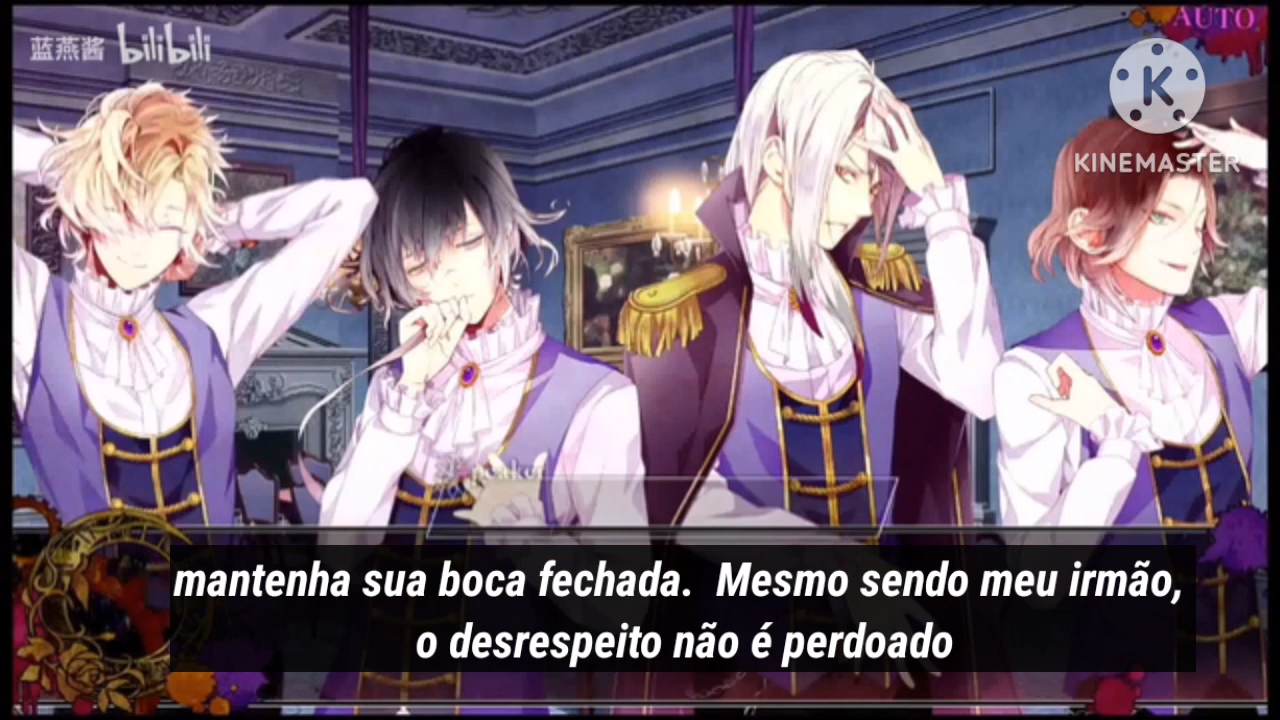 AUTO
蓝燕酱 bilibili
K
KINEMASTER
mantenha sua boca fechada. Mesmo sendo meu irmão,
o desrespeito não é perdoado